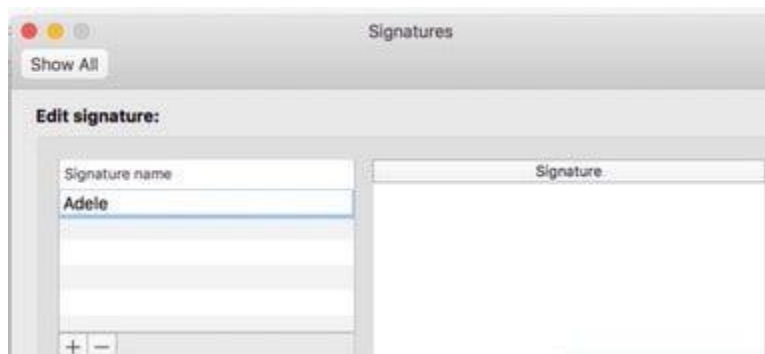 Signatures
Show All
Edit signature:
Signature name
Signature
Adele
+ −